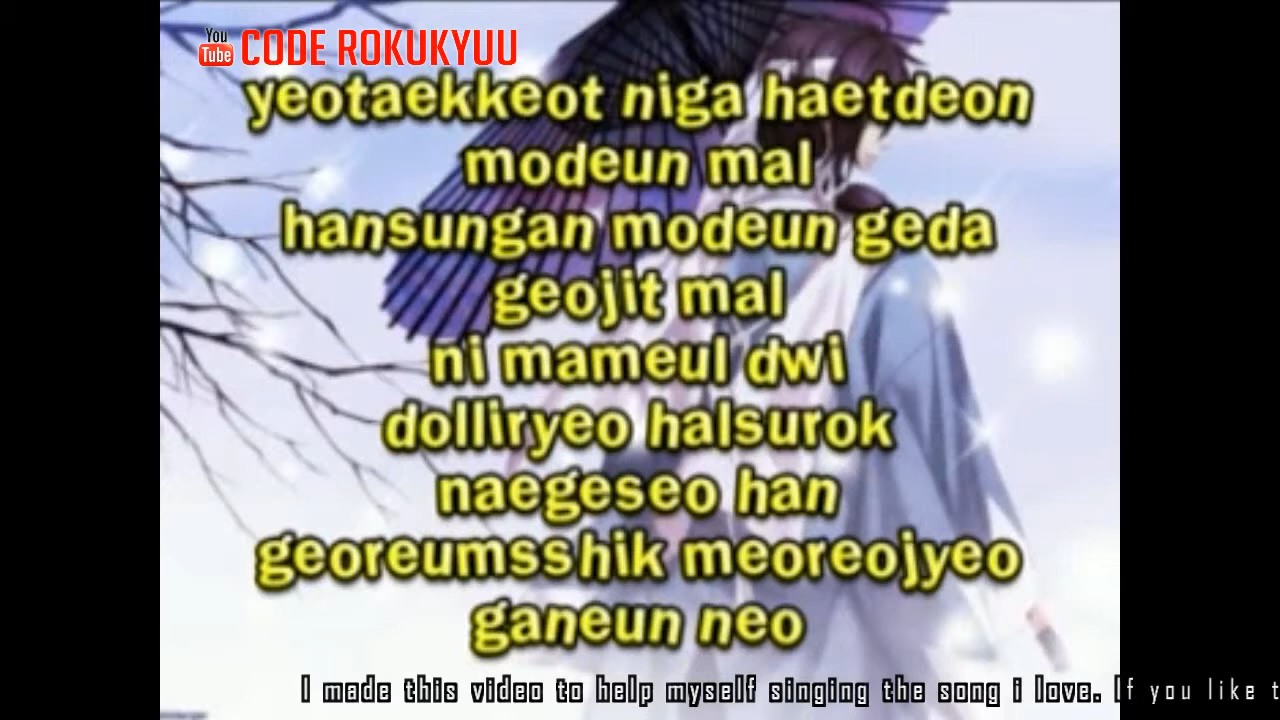 You
Tube CODE ROKUKYUU
yeotaekkeot niga haetdeon
modeun mal
hansungan modeun geda
geojit mal
ni mameul dwi
dolliryeo halsurok
naegeseo han
georeumsshik meoreojyeo
ganeun neo
I made this video to help myself singing the song i love. If you like t